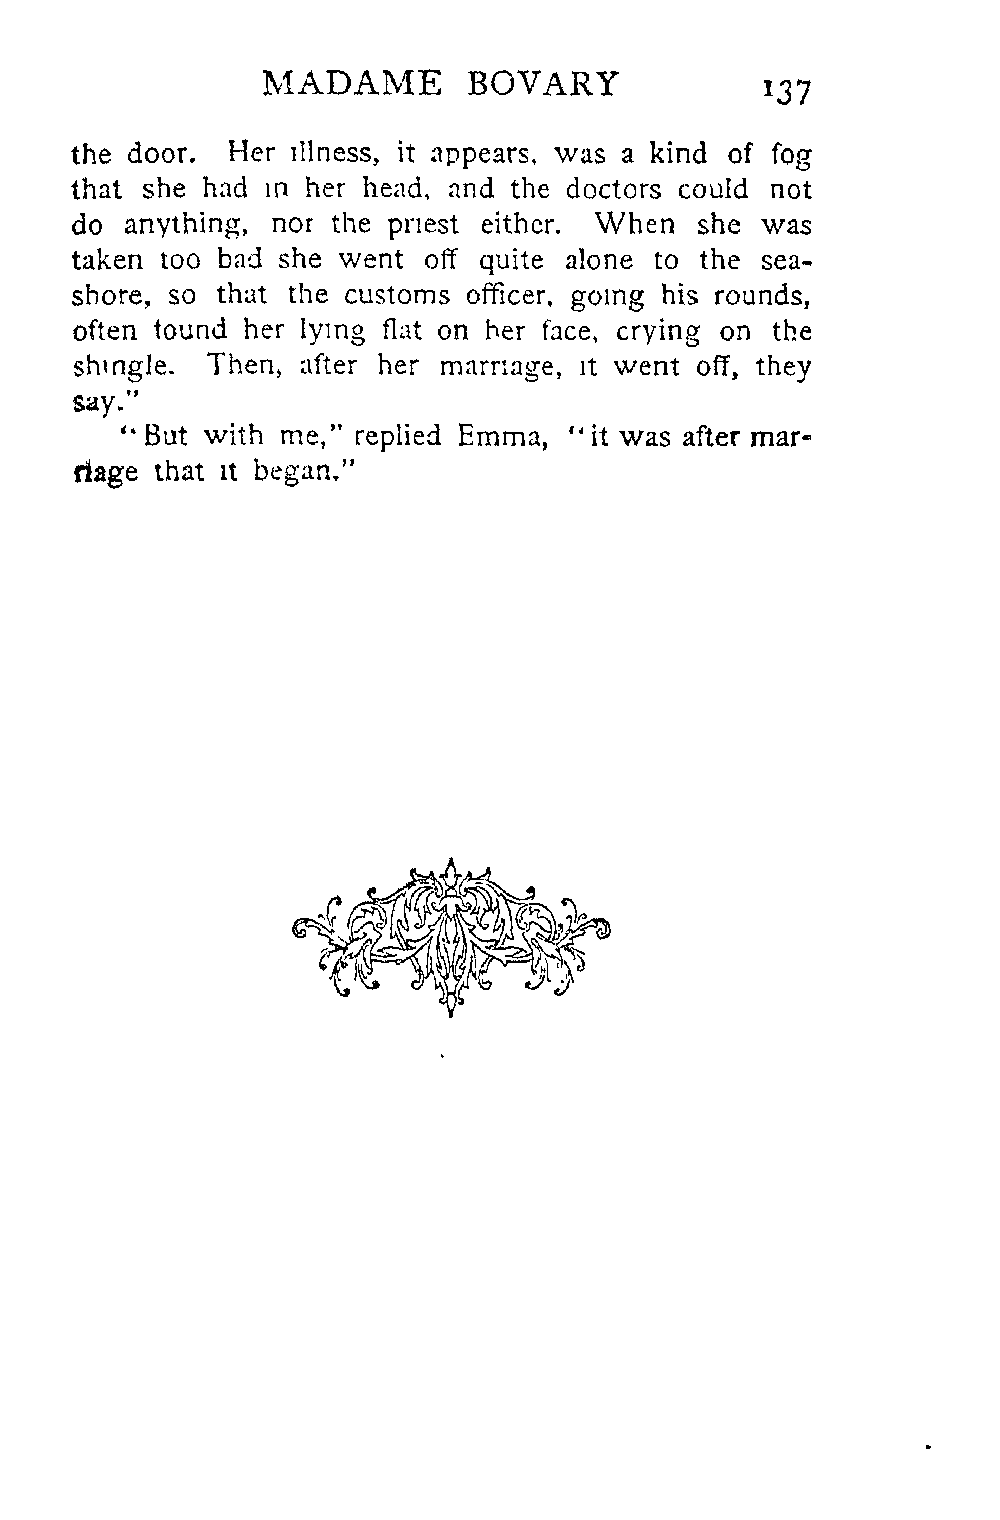 MADAME BOVARY 137
the door. Her illness, it appears, was a kind of fog
that she had in her head, and the doctors could not
do anything, nor the priest either. When she was
taken too bad she went off quite alone to the sea-
shore, so that the customs officer, going his rounds,
often found her lying flat on her face, crying on the
shingle. Then, after her marriage, it went off, they
say."
"But with me," replied Emma, "it was after mar-
riage that it began."